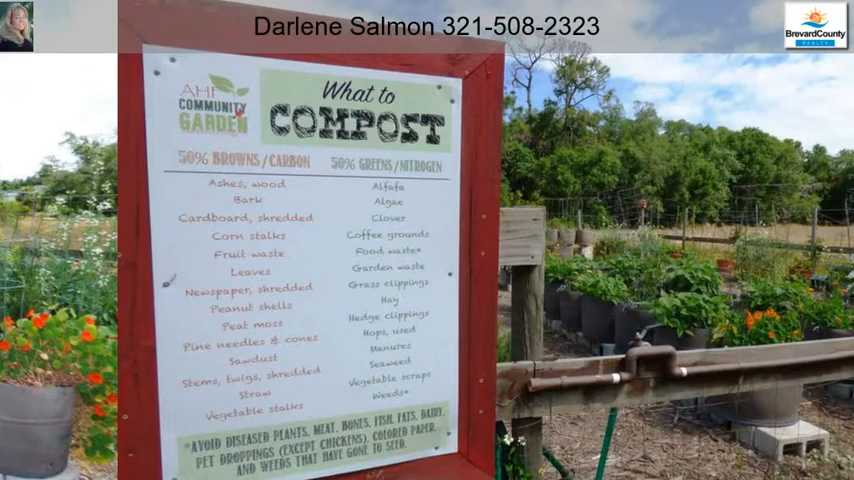 Darlene Salmon 321-508-2323
BrevardCounty
REALTY
AHF
COMMUNITY
GARDEN
What to
COMPOST
50% BROWNS/CARBON
50% GREENS/NITROGEN
Ashes, wood
Bark
Cardboard, shredded
Corn stalks
Fruit waste
Leaves
Newspaper, shredded
Peanut shells
Peat moss
Pine needles & cones
Sawdust
Stems, twigs, shredded
Straw
Vegetable stalks
Alfafa
Algae
Clover
Coffee grounds
Food waste*
Garden waste
Grass clippings
Hay
Hedge clippings
Hops, used
Manures
Seaweed
Vegetable scraps
Weeds*
*AVOID DISEASED PLANTS, MEAT, BONES, FISH, FATS, DAIRY,
PET DROPPINGS (EXCEPT CHICKENS), COLORED PAPER,
AND WEEDS THAT HAVE GONE TO SEED.